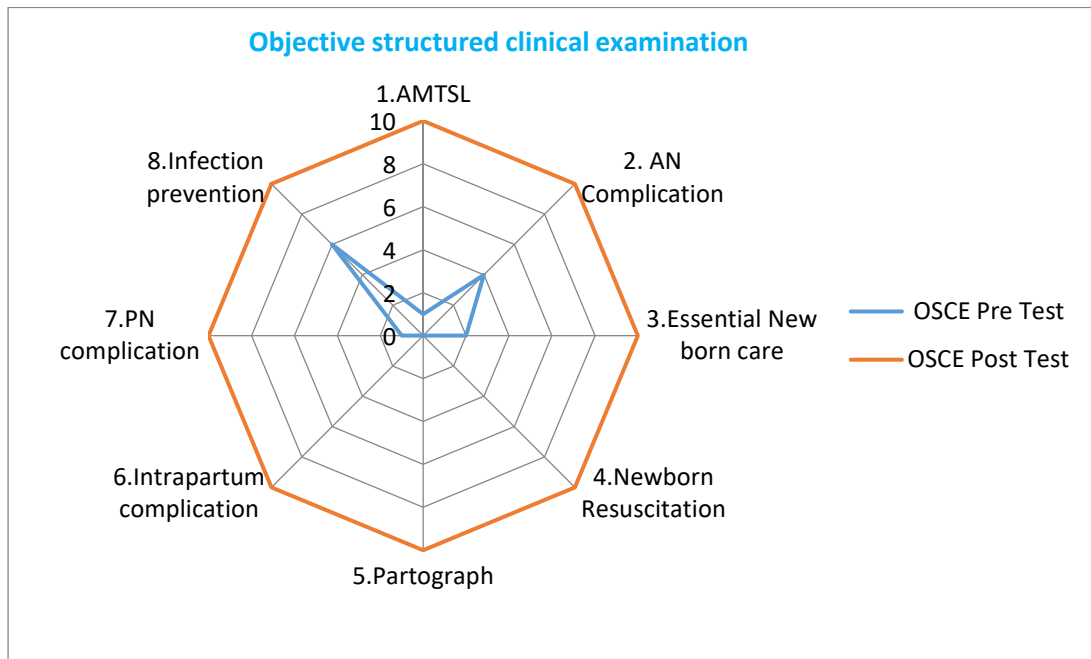 Objective structured clinical examination
1.AMTSL
10
8
6
4
2
0
2. AN
Complication
3.Essential New
born care
4.Newborn
Resuscitation
5.Partograph
6.Intrapartum
complication
7.PN
complication
8.Infection
prevention
OSCE Pre Test
OSCE Post Test